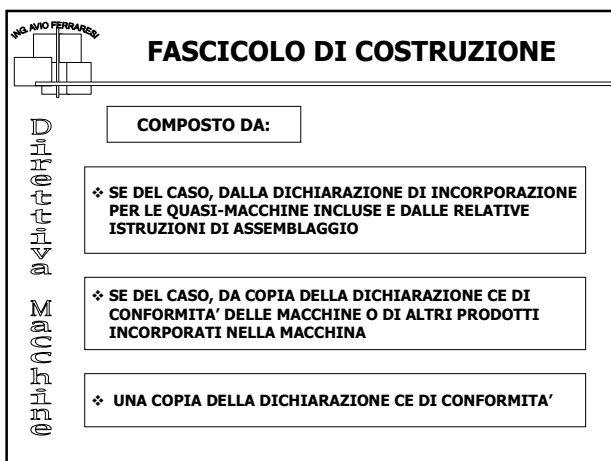 ING. AVIO FERRARESI
FASCICOLO DI COSTRUZIONE
Direttiva Macchine
COMPOSTO DA:
❖ SE DEL CASO, DALLA DICHIARAZIONE DI INCORPORAZIONE
PER LE QUASI-MACCHINE INCLUSE E DALLE RELATIVE
ISTRUZIONI DI ASSEMBLAGGIO
❖ SE DEL CASO, DA COPIA DELLA DICHIARAZIONE CE DI
CONFORMITA’ DELLE MACCHINE O DI ALTRI PRODOTTI
INCORPORATI NELLA MACCHINA
❖ UNA COPIA DELLA DICHIARAZIONE CE DI CONFORMITA’